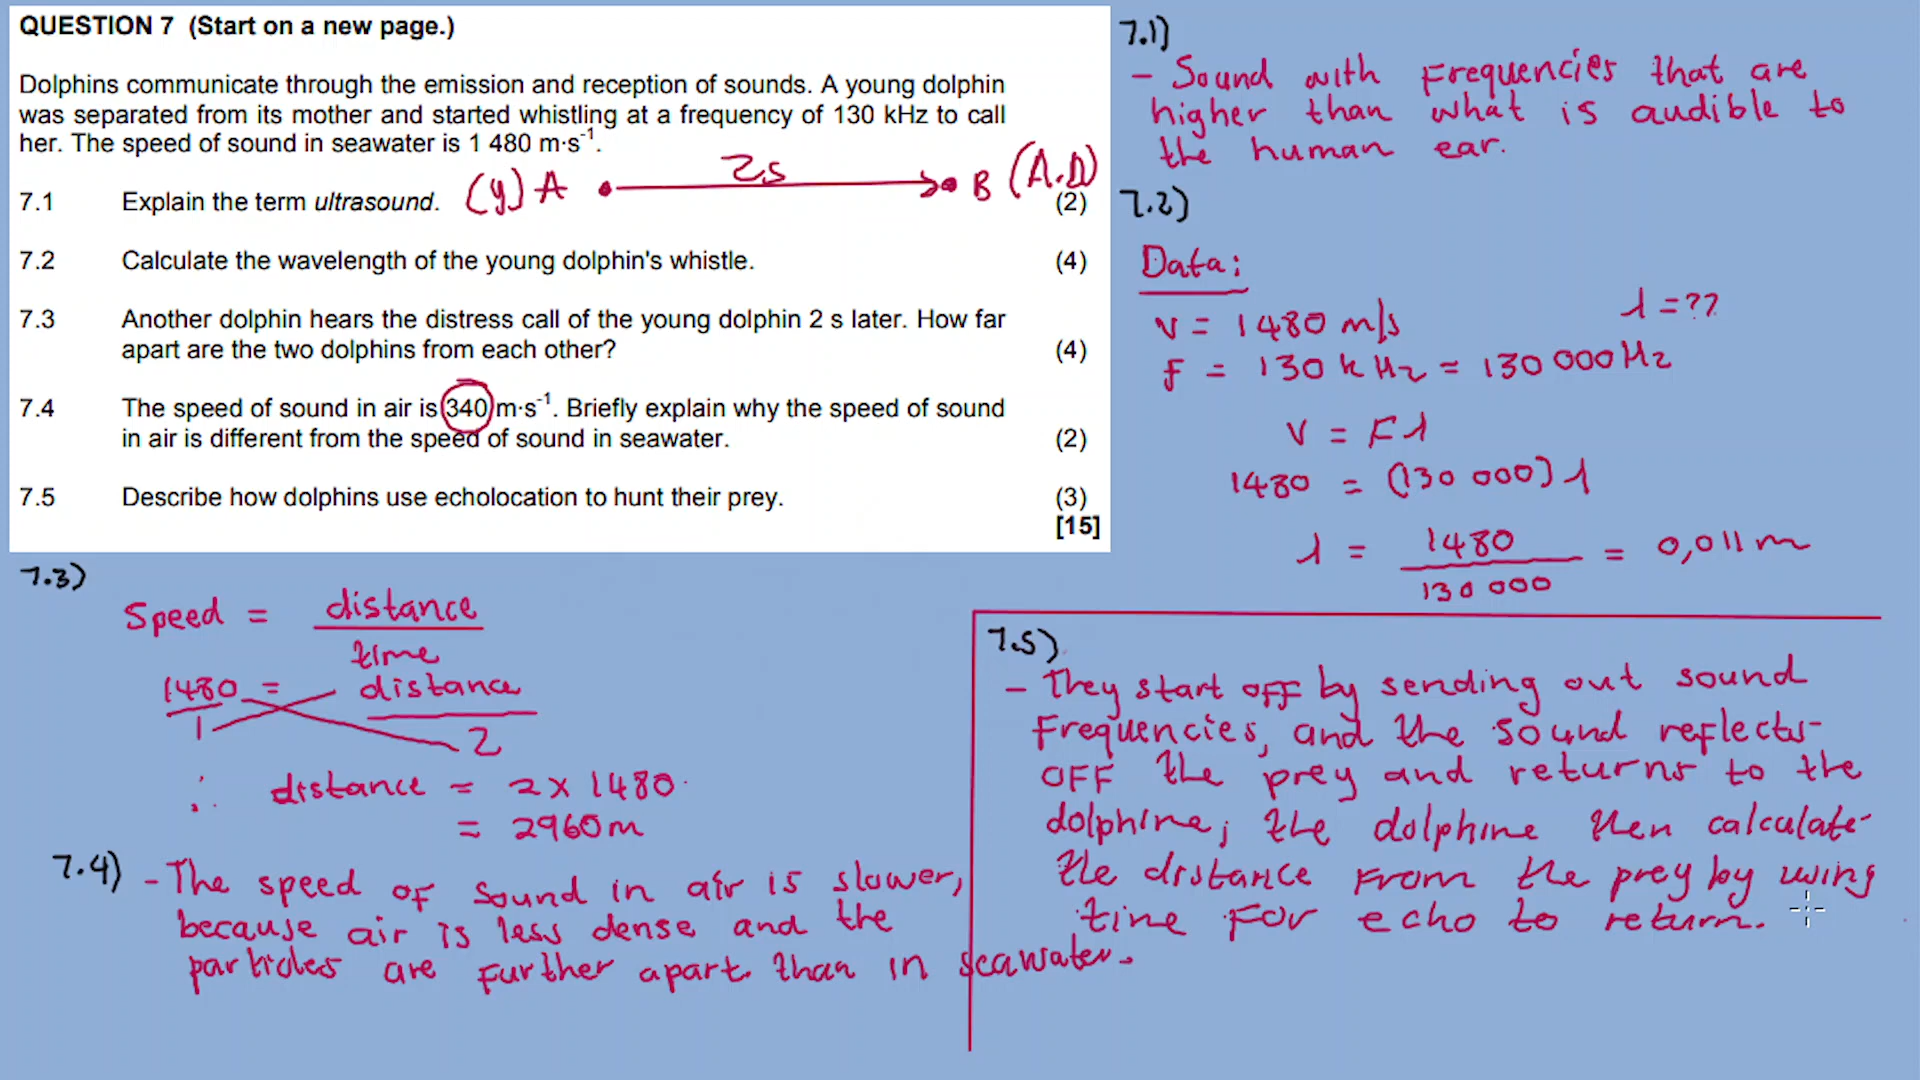 QUESTION 7 (Start on a new page.)
Dolphins communicate through the emission and reception of sounds. A young dolphin
was separated from its mother and started whistling at a frequency of 130 kHz to call
her. The speed of sound in seawater is 1 480 m·s⁻¹.
(y) A 2s B (A.D)
7.1 Explain the term ultrasound. (2)
7.2 Calculate the wavelength of the young dolphin's whistle. (4)
7.3 Another dolphin hears the distress call of the young dolphin 2 s later. How far
apart are the two dolphins from each other? (4)
7.4 The speed of sound in air is 340 m·s⁻¹. Briefly explain why the speed of sound
in air is different from the speed of sound in seawater. (2)
7.5 Describe how dolphins use echolocation to hunt their prey. (3)
[15]
7.1)
- Sound with frequencies that are
higher than what is audible to
the human ear.
7.2)
Data:
v = 1480 m/s λ = ??
F = 130 kHz = 130 000 Hz
v = Fλ
1480 = (130 000) λ
λ = 1480 / 130 000 = 0,011 m
7.3)
Speed = distance
time
1480 = distance
1 2
∴ distance = 2 x 1480
= 2960m
7.4) - The speed of sound in air is slower,
because air is less dense and the
particles are further apart than in seawater.
7.5)
- They start off by sending out sound
Frequencies, and the sound reflects
OFF the prey and returns to the
dolphine; the dolphine then calculate
the distance from the prey by using
time For echo to return.